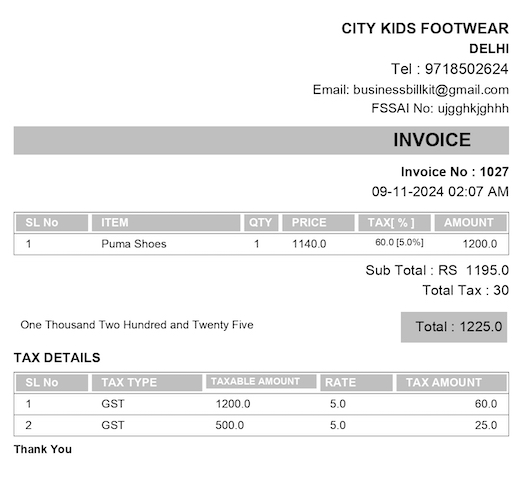 CITY KIDS FOOTWEAR
DELHI
Tel : 9718502624
Email: businessbillkit@gmail.com
FSSAI No: ujgghkjghhh
INVOICE
Invoice No : 1027
09-11-2024 02:07 AM
SL No ITEM QTY PRICE TAX[ % ] AMOUNT
1 Puma Shoes 1 1140.0 60.0 [5.0%] 1200.0
Sub Total : RS 1195.0
Total Tax : 30
One Thousand Two Hundred and Twenty Five Total : 1225.0
TAX DETAILS
SL No TAX TYPE TAXABLE AMOUNT RATE TAX AMOUNT
1 GST 1200.0 5.0 60.0
2 GST 500.0 5.0 25.0
Thank You